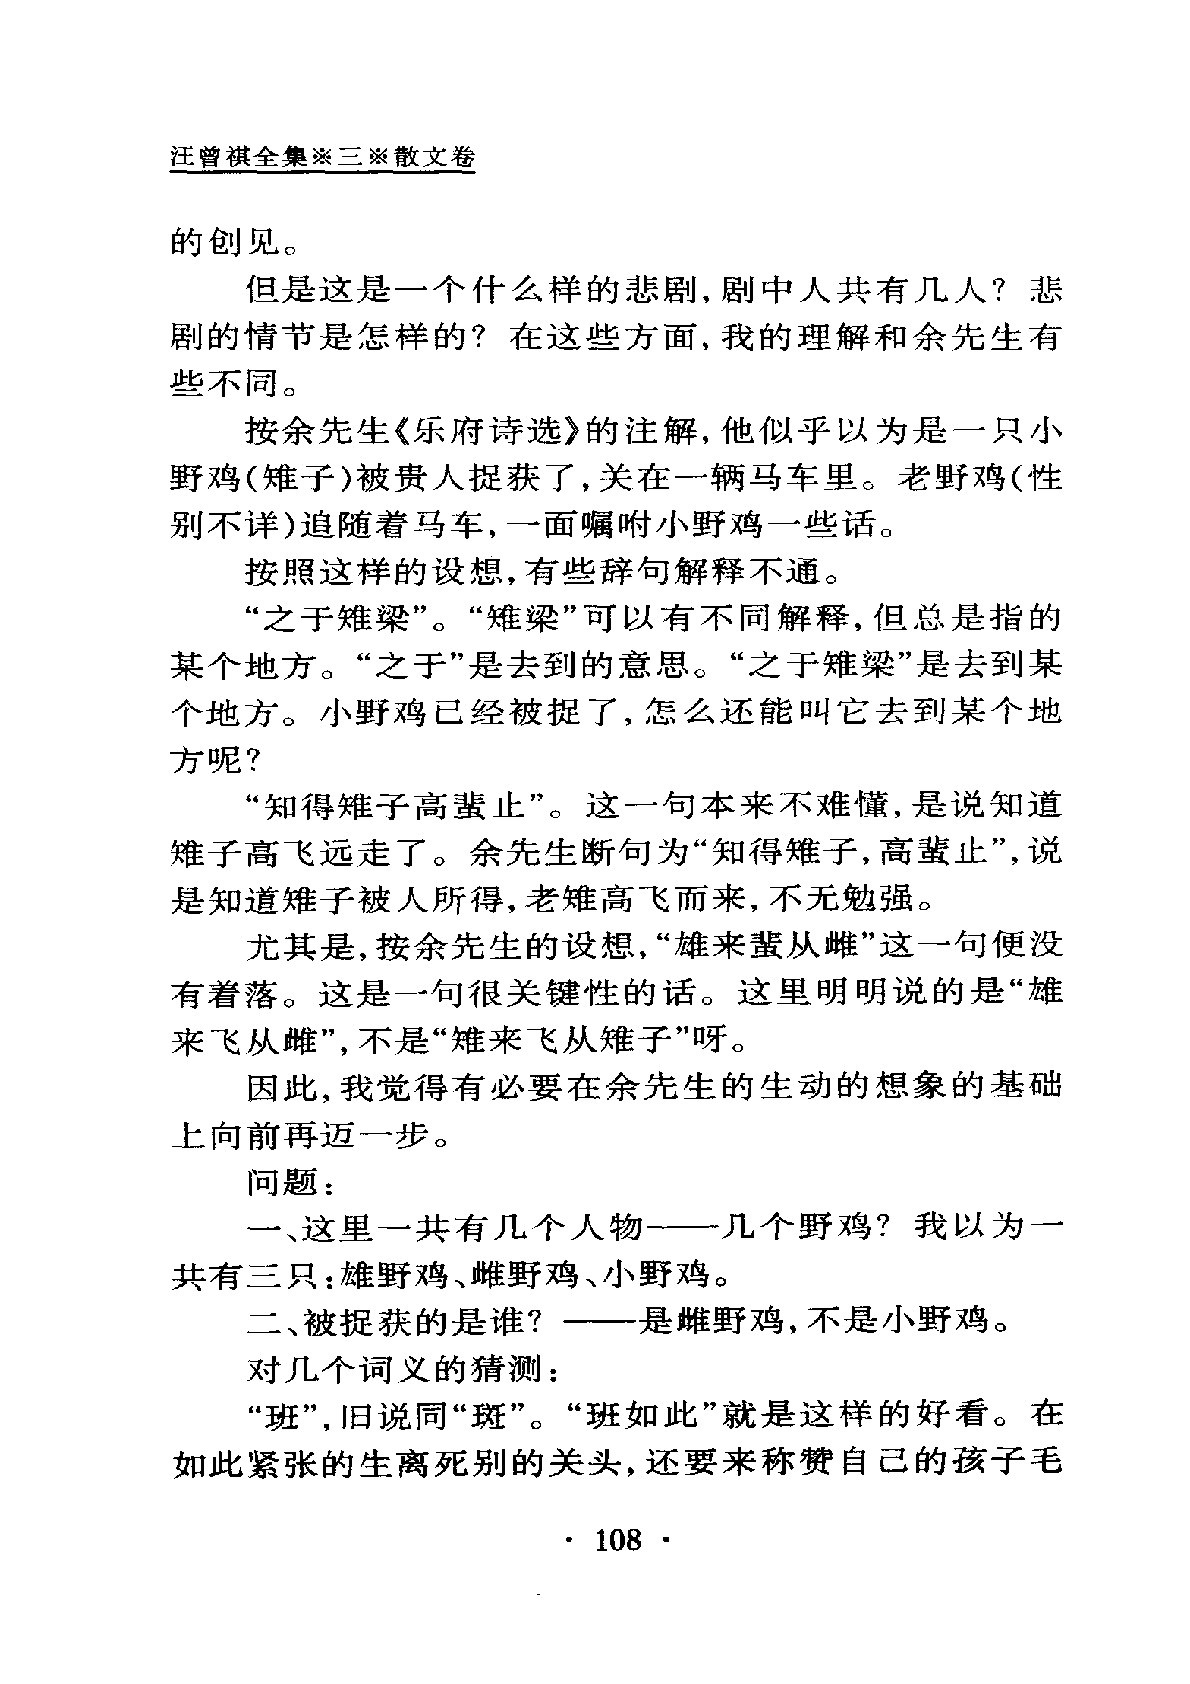 汪曾祺全集※三※散文卷
的创见。
但是这是一个什么样的悲剧,剧中人共有几人？悲
剧的情节是怎样的？在这些方面,我的理解和余先生有
些不同。
按余先生《乐府诗选》的注解,他似乎以为是一只小
野鸡(雉子)被贵人捉获了,关在一辆马车里。老野鸡(性
别不详)追随着马车,一面嘱咐小野鸡一些话。
按照这样的设想,有些辞句解释不通。
“之于雉梁”。“雉梁”可以有不同解释,但总是指的
某个地方。“之于”是去到的意思。“之于雉梁”是去到某
个地方。小野鸡已经被捉了,怎么还能叫它去到某个地
方呢？
“知得雉子高蜚止”。这一句本来不难懂,是说知道
雉子高飞远走了。余先生断句为“知得雉子,高蜚止”,说
是知道雉子被人所得,老雉高飞而来,不无勉强。
尤其是,按余先生的设想,“雄来蜚从雌”这一句便没
有着落。这是一句很关键性的话。这里明明说的是“雄
来飞从雌”,不是“雉来飞从雉子”呀。
因此,我觉得有必要在余先生的生动的想象的基础
上向前再迈一步。
问题：
一、这里一共有几个人物——几个野鸡？我以为一
共有三只：雄野鸡、雌野鸡、小野鸡。
二、被捉获的是谁？——是雌野鸡,不是小野鸡。
对几个词义的猜测：
“班”,旧说同“斑”。“班如此”就是这样的好看。在
如此紧张的生离死别的关头,还要来称赞自己的孩子毛
· 108 ·